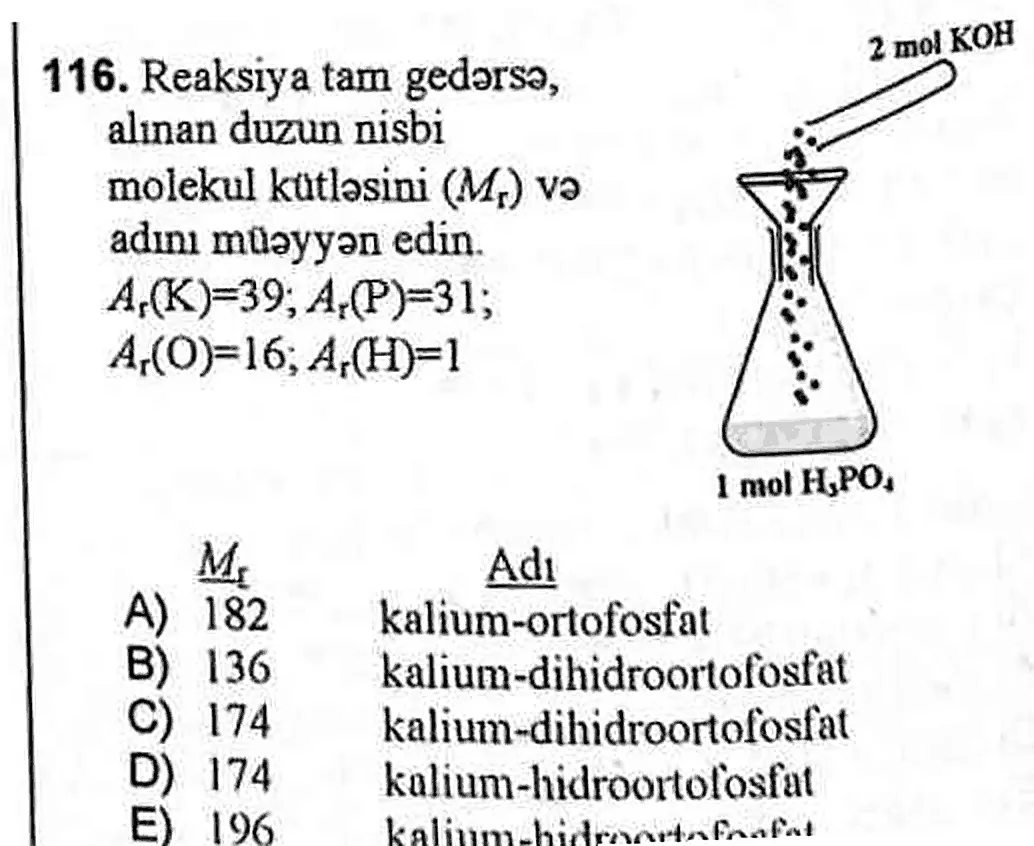 2 mol KOH
116. Reaksiya tam gedərsə,
alınan duzun nisbi
molekul kütləsini (Mᵣ) və
adını müəyyən edin.
Aᵣ(K)=39; Aᵣ(P)=31;
Aᵣ(O)=16; Aᵣ(H)=1
1 mol H₃PO₄
Mᵣ Adı
A) 182 kalium-ortofosfat
B) 136 kalium-dihidroortofosfat
C) 174 kalium-dihidroortofosfat
D) 174 kalium-hidroortofosfat
E) 196 kalium-hidroortofosfat